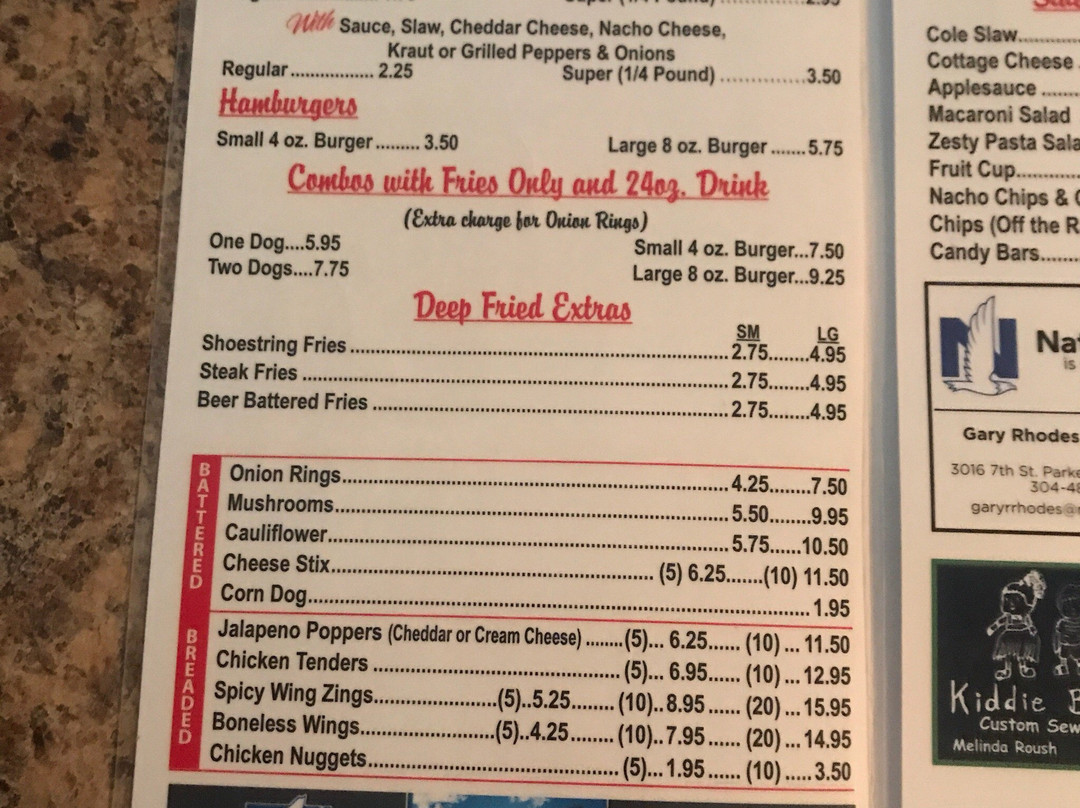 With Sauce, Slaw, Cheddar Cheese, Nacho Cheese,
Kraut or Grilled Peppers & Onions
Regular................ 2.25 Super (1/4 Pound) .............3.50
Hamburgers
Small 4 oz. Burger......... 3.50 Large 8 oz. Burger .......5.75
Combos with Fries Only and 24oz. Drink
(Extra charge for Onion Rings)
One Dog....5.95 Small 4 oz. Burger...7.50
Two Dogs....7.75 Large 8 oz. Burger...9.25
Deep Fried Extras
SM LG
Shoestring Fries ........ 2.75........4.95
Steak Fries ........ 2.75........4.95
Beer Battered Fries ........ 2.75........4.95
BATTERED
Onion Rings........ 4.25........7.50
Mushrooms........ 5.50........9.95
Cauliflower........ 5.75......10.50
Cheese Stix........ (5) 6.25.......(10) 11.50
Corn Dog........ 1.95
BREADED
Jalapeno Poppers (Cheddar or Cream Cheese) ........(5)... 6.25...... (10) ... 11.50
Chicken Tenders ........ (5)... 6.95...... (10) ... 12.95
Spicy Wing Zings........(5)..5.25........ (10)..8.95 ...... (20) ... 15.95
Boneless Wings........(5)..4.25........ (10)..7.95 ...... (20) ... 14.95
Chicken Nuggets........ (5)... 1.95 ...... (10) ..... 3.50
Cole Slaw........
Cottage Cheese
Applesauce .......
Macaroni Salad
Zesty Pasta Sala
Fruit Cup........
Nacho Chips & C
Chips (Off the R
Candy Bars.......
N
Na
is
Gary Rhodes
3016 7th St. Parke
304-48
garyrrhodes@
Kiddie B
Custom Sew
Melinda Roush